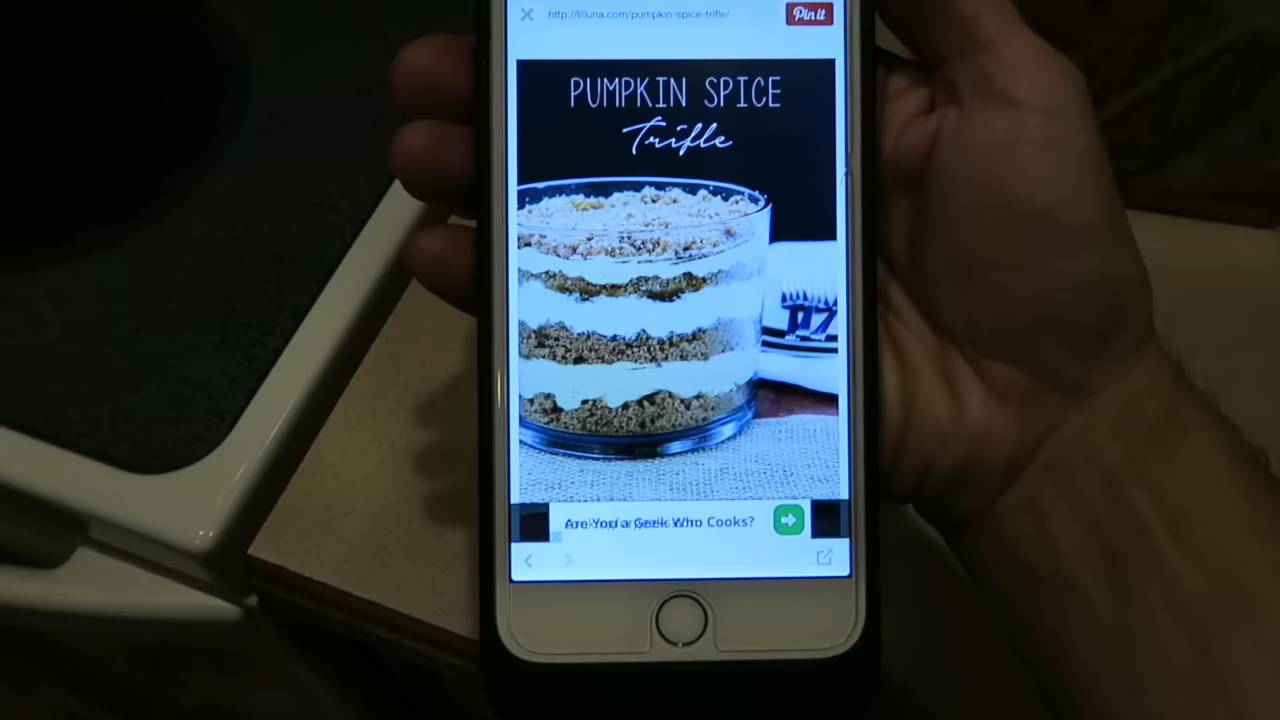 http://lilluna.com/pumpkin-spice-trifle/
Pin it
PUMPKIN SPICE
Trifle
Are You a Geek Who Cooks?